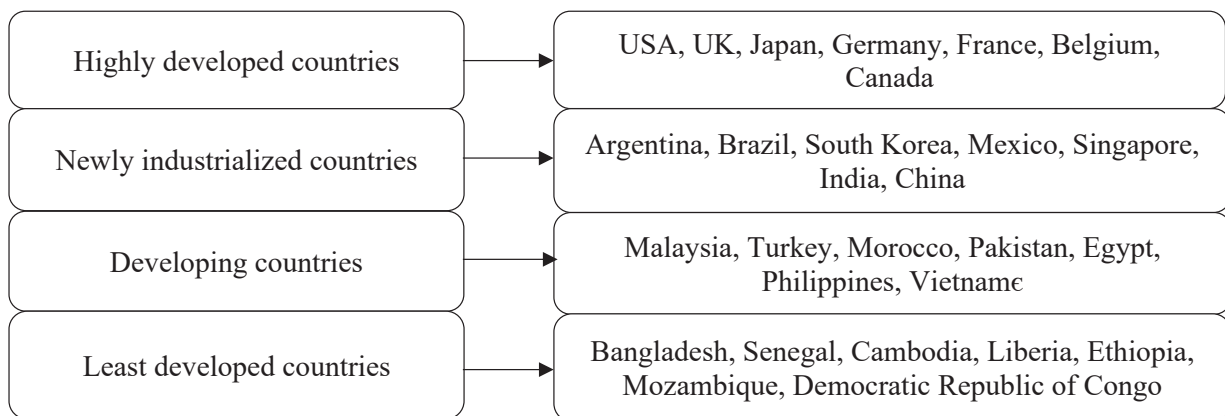 Highly developed countries
USA, UK, Japan, Germany, France, Belgium,
Canada
Newly industrialized countries
Argentina, Brazil, South Korea, Mexico, Singapore,
India, China
Developing countries
Malaysia, Turkey, Morocco, Pakistan, Egypt,
Philippines, Vietnamє
Least developed countries
Bangladesh, Senegal, Cambodia, Liberia, Ethiopia,
Mozambique, Democratic Republic of Congo